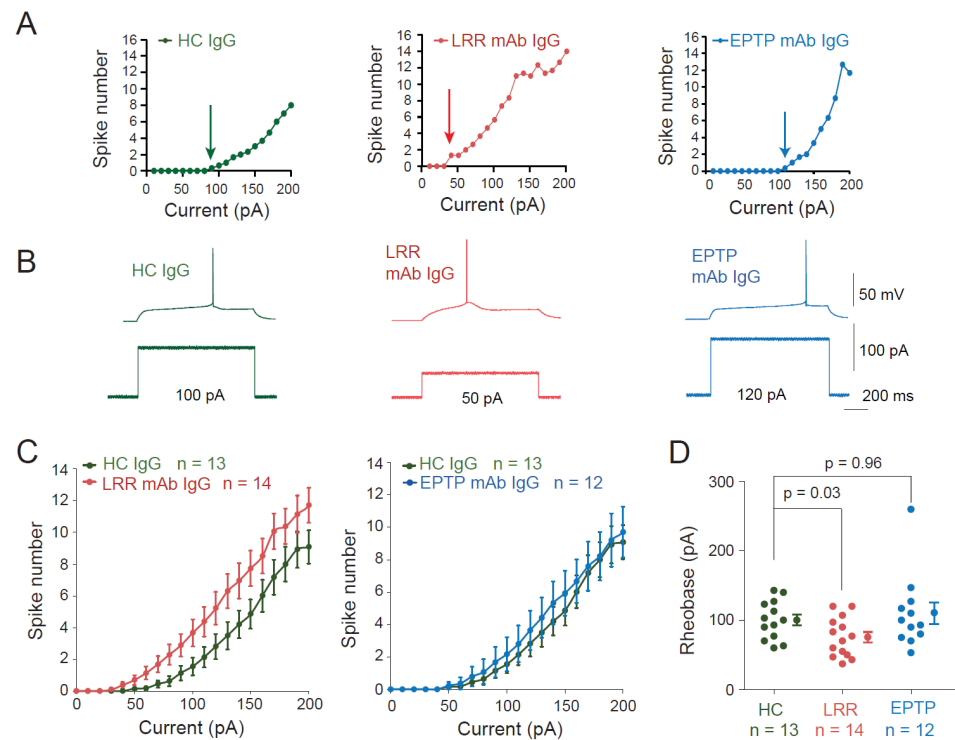 A
HC IgG
LRR mAb IgG
EPTP mAb IgG
Spike number
16
14
12
10
8
6
4
2
0
0 50 100 150 200
Current (pA)
Spike number
16
14
12
10
8
6
4
2
0
0 50 100 150 200
Current (pA)
Spike number
16
14
12
10
8
6
4
2
0
0 50 100 150 200
Current (pA)
B
HC IgG
100 pA
LRR
mAb IgG
50 pA
EPTP
mAb IgG
120 pA
50 mV
100 pA
200 ms
C
HC IgG n = 13
LRR mAb IgG n = 14
Spike number
14
12
10
8
6
4
2
0
0 50 100 150 200
Current (pA)
HC IgG n = 13
EPTP mAb IgG n = 12
Spike number
14
12
10
8
6
4
2
0
0 50 100 150 200
Current (pA)
D
p = 0.96
p = 0.03
Rheobase (pA)
300
200
100
0
HC
n = 13
LRR
n = 14
EPTP
n = 12